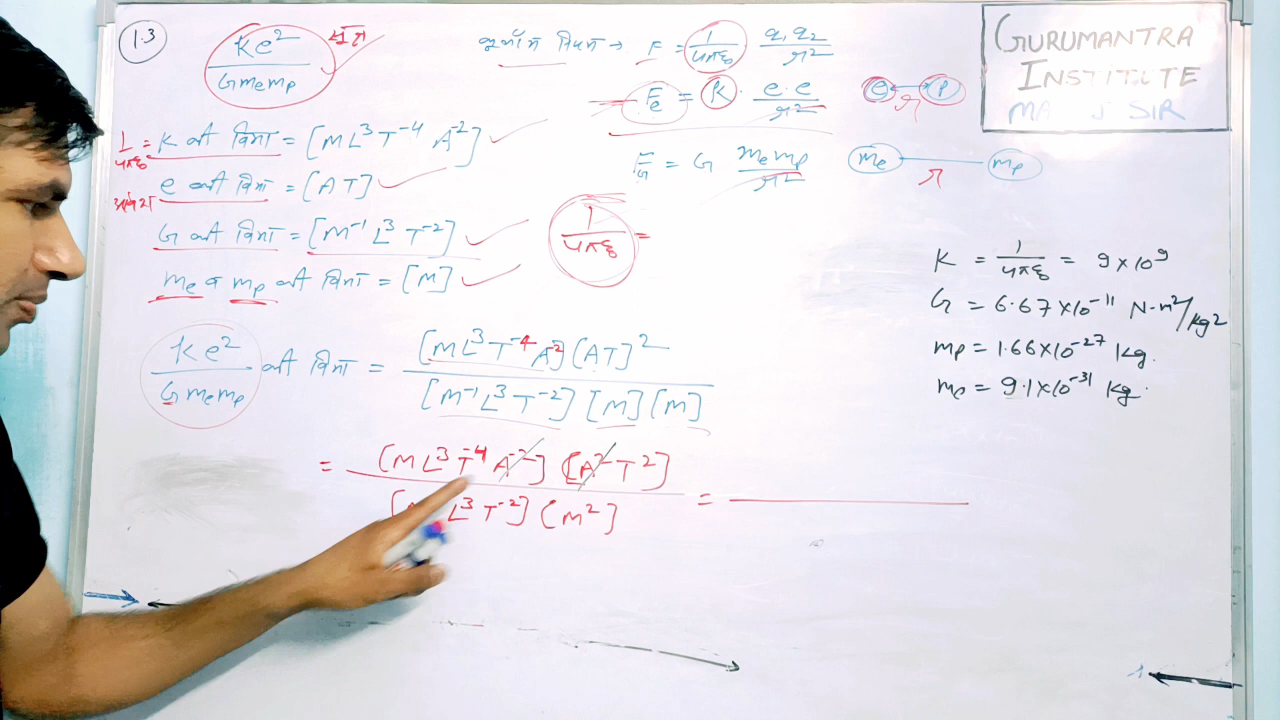 1.3
Ke²/Gmemp सूत्र
कूलॉम नियम → F = 1/4πε₀ q₁q₂/r²
Fe = K · e·e/r²
e ↔ P
r
FG = G memp/r²
me — mp
r
GURUMANTRA
INSTITUTE
SIR
1/4πε₀ = K की विमा = [ML³T⁻⁴ A⁻²]
e की विमा = [AT]
G की विमा = [M⁻¹ L³ T⁻²]
me व mp की विमा = [M]
1/4πε₀ =
K = 1/4πε₀ = 9×10⁹
G = 6.67×10⁻¹¹ N-m²/kg²
mp = 1.66×10⁻²⁷ kg.
me = 9.1×10⁻³¹ kg.
Ke²/Gmemp की विमा = [ML³T⁻⁴A⁻²][AT]²/[M⁻¹L³T⁻²][M][M]
= [ML³T⁻⁴A⁻²][A²T²]/[ L³T⁻²][M²] =